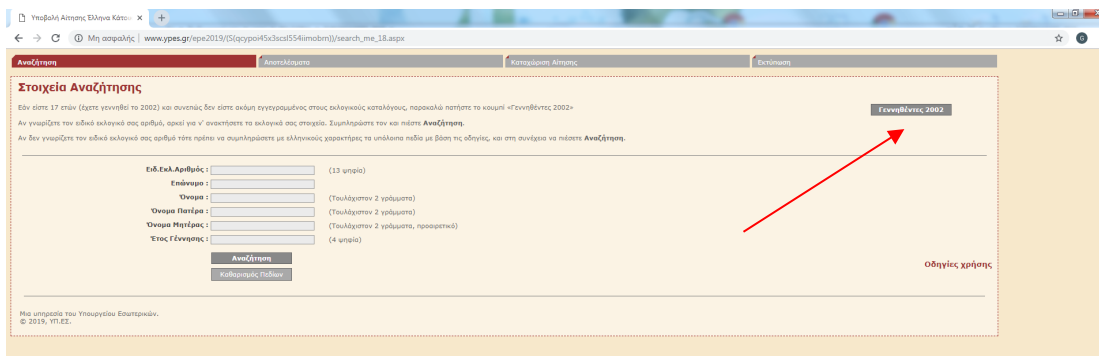 Υποβολή Αίτησης Έλληνα Κάτοι
Μη ασφαλής | www.ypes.gr/epe2019/(S(qcypoi45x3scsl554iimobm))/search_me_18.aspx
G
Αναζήτηση
Αποτελέσματα
Καταχώριση Αίτησης
Εκτύπωση
Στοιχεία Αναζήτησης
Εάν είστε 17 ετών (έχετε γεννηθεί το 2002) και συνεπώς δεν είστε ακόμη εγγεγραμμένος στους εκλογικούς καταλόγους, παρακαλώ πατήστε το κουμπί «Γεννηθέντες 2002»
Γεννηθέντες 2002
Αν γνωρίζετε τον ειδικό εκλογικό σας αριθμό, αρκεί για ν' ανακτήσετε τα εκλογικά σας στοιχεία. Συμπληρώστε τον και πιέστε Αναζήτηση.
Αν δεν γνωρίζετε τον ειδικό εκλογικό σας αριθμό τότε πρέπει να συμπληρώσετε με ελληνικούς χαρακτήρες τα υπόλοιπα πεδία με βάση τις οδηγίες, και στη συνέχεια να πιέσετε Αναζήτηση.
Ειδ.Εκλ.Αριθμός : (13 ψηφία)
Επώνυμο :
Όνομα : (Τουλάχιστον 2 γράμματα)
Όνομα Πατέρα : (Τουλάχιστον 2 γράμματα)
Όνομα Μητέρας : (Τουλάχιστον 2 γράμματα, προαιρετικό)
Έτος Γέννησης : (4 ψηφία)
Αναζήτηση
Καθαρισμός Πεδίων
Οδηγίες χρήσης
Μια υπηρεσία του Υπουργείου Εσωτερικών.
© 2019, ΥΠ.ΕΣ.